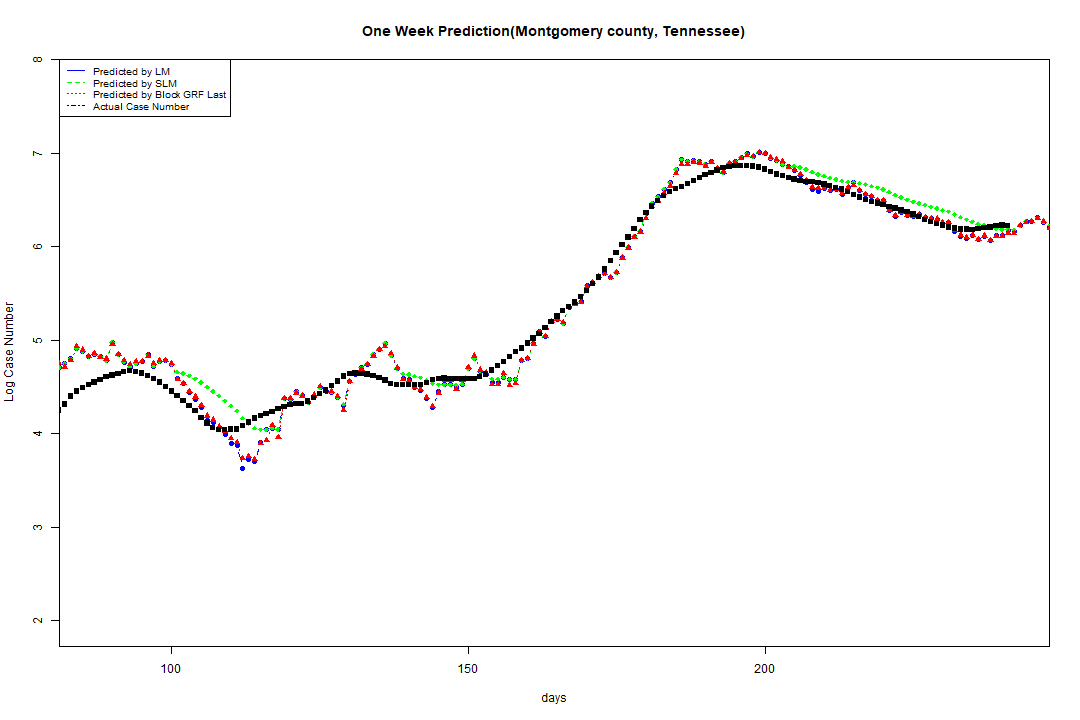 One Week Prediction(Montgomery county, Tennessee)
Predicted by LM
Predicted by SLM
Predicted by Block GRF Last
Actual Case Number
8
7
6
5
4
3
2
Log Case Number
100 150 200
days